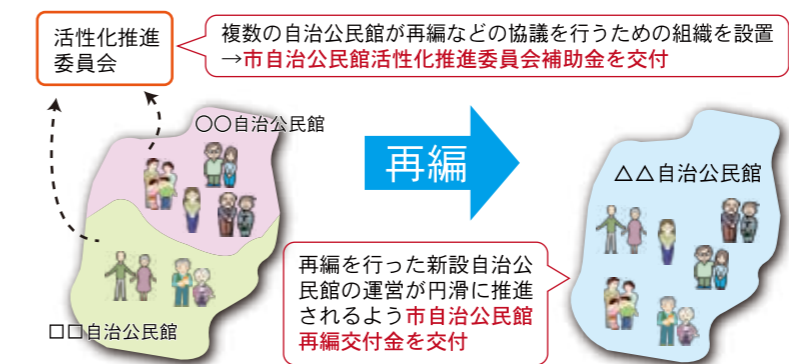 活性化推進
委員会
複数の自治公民館が再編などの協議を行うための組織を設置
→市自治公民館活性化推進委員会補助金を交付
〇〇自治公民館
再編
△△自治公民館
再編を行った新設自治公
民館の運営が円滑に推進
されるよう市自治公民館
再編交付金を交付
□□自治公民館